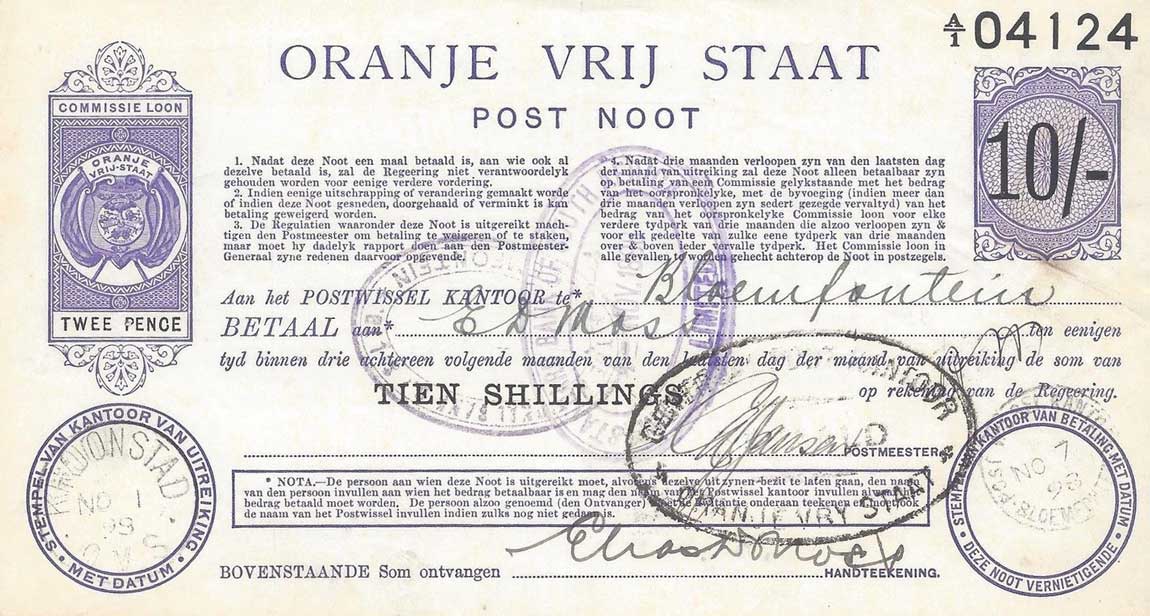 A/1 04124
ORANJE VRIJ STAAT
POST NOOT
COMMISSIE LOON
ORANJE
VRIJ-STAAT
TWEE PENCE
10/-
1. Nadat deze Noot een maal betaald is, aan wie ook al
dezelve betaald is, zal de Regeering niet verantwoordelyk
gehouden worden voor eenige verdere vordering.
2. Indien eenige uitschrapping of verandering gemaakt worde
of indien deze Noot gesneden, doorgehaald of verminkt is kan
betaling geweigerd worden.
3. De Regulatien waaronder deze Noot is uitgereikt mach-
tigen den Postmeester om betaling te weigeren of te staken,
maar moet hy dadelyk rapport doen aan den Postmeester-
Generaal zyne redenen daarvoor opgevende.
4. Nadat drie maanden verloopen zyn van den laatsten dag
der maand van uitreiking zal deze Noot alleen betaalbaar zyn
op betaling van een Commissie gelykstaande met het bedrag
van het oorspronkelyke, met de byvoeging (indien meer dan
drie maanden verloopen zyn sedert gezegde vervaltyd) van het
bedrag van het oorspronkelyke Commissie loon voor elke
verdere tydperk van drie maanden die alzoo verloopen zyn &
voor elk gedeelte van zulke eene tydperk van drie maanden
over & boven ieder zulke tydperk. Het Commissie loon in
alle gevallen te worden gehecht achterop de Noot in postzegels.
Aan het POSTWISSEL KANTOOR te* Bloemfontein
BETAAL aan* E D Moss ten eenigen
tyd binnen drie achtereen volgende maanden van den laatsten dag der maand van uitreiking de som van
TIEN SHILLINGS op rekening van de Regeering.
POSTMEESTER
* NOTA.—De persoon aan wien deze Noot is uitgereikt moet, alvorens dezelve uit zynen bezit te laten gaan, den naam
van den persoon invullen aan wien het bedrag betaalbaar is en mag den naam van het Postwissel kantoor invullen alwaar het
bedrag betaald moet worden. De persoon alzoo genoemd (den Ontvanger) moet de Kwitantie onderaan teekenen en indien ook
de naam van het Postwissel invullen indien zulks nog niet gedaan is.
BOVENSTAANDE Som ontvangen HANDTEEKENING.
STEMPEL VAN KANTOOR VAN UITREIKING
MET DATUM
NO 1
99
O.V.S.
STEMPEL VAN KANTOOR VAN BETALING MET DATUM
DEZE NOOT VERNIETIGENDE
NO 7
99
ORANJE VRY STAAT
LIMITED